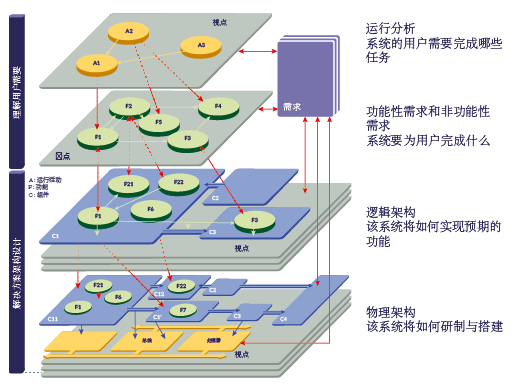 理解用户需要
解决方案架构设计
视点
A2
A3
A1
需求
F2
F4
F5
F1
F3
点
A: 运行活动
F: 功能
C: 组件
F21
F22
C2
F1
F6
F3
C1
C3
视点
F21
F22
C12
C2
F6
F1
F7
C11
C3
C4
总线
处理器
视点
运行分析
系统的用户需要完成哪些
任务
功能性需求和非功能性
需求
系统要为用户完成什么
逻辑架构
该系统将如何实现预期的
功能
物理架构
该系统将如何研制与搭建